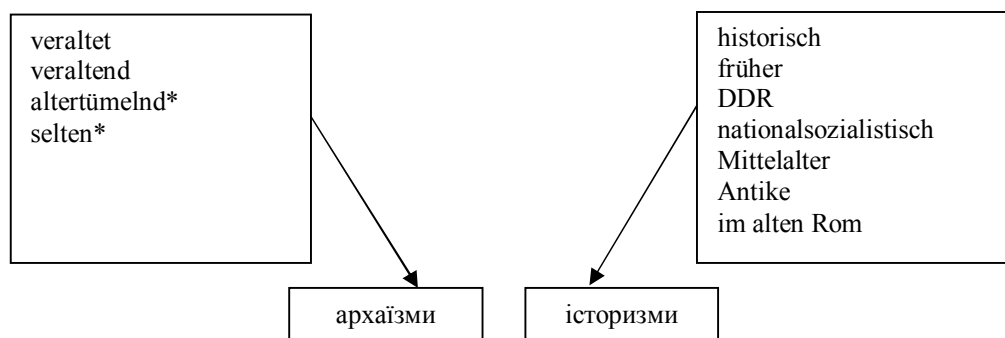 veraltet
veraltend
altertümelnd*
selten*
historisch
früher
DDR
nationalsozialistisch
Mittelalter
Antike
im alten Rom
архаїзми
історизми